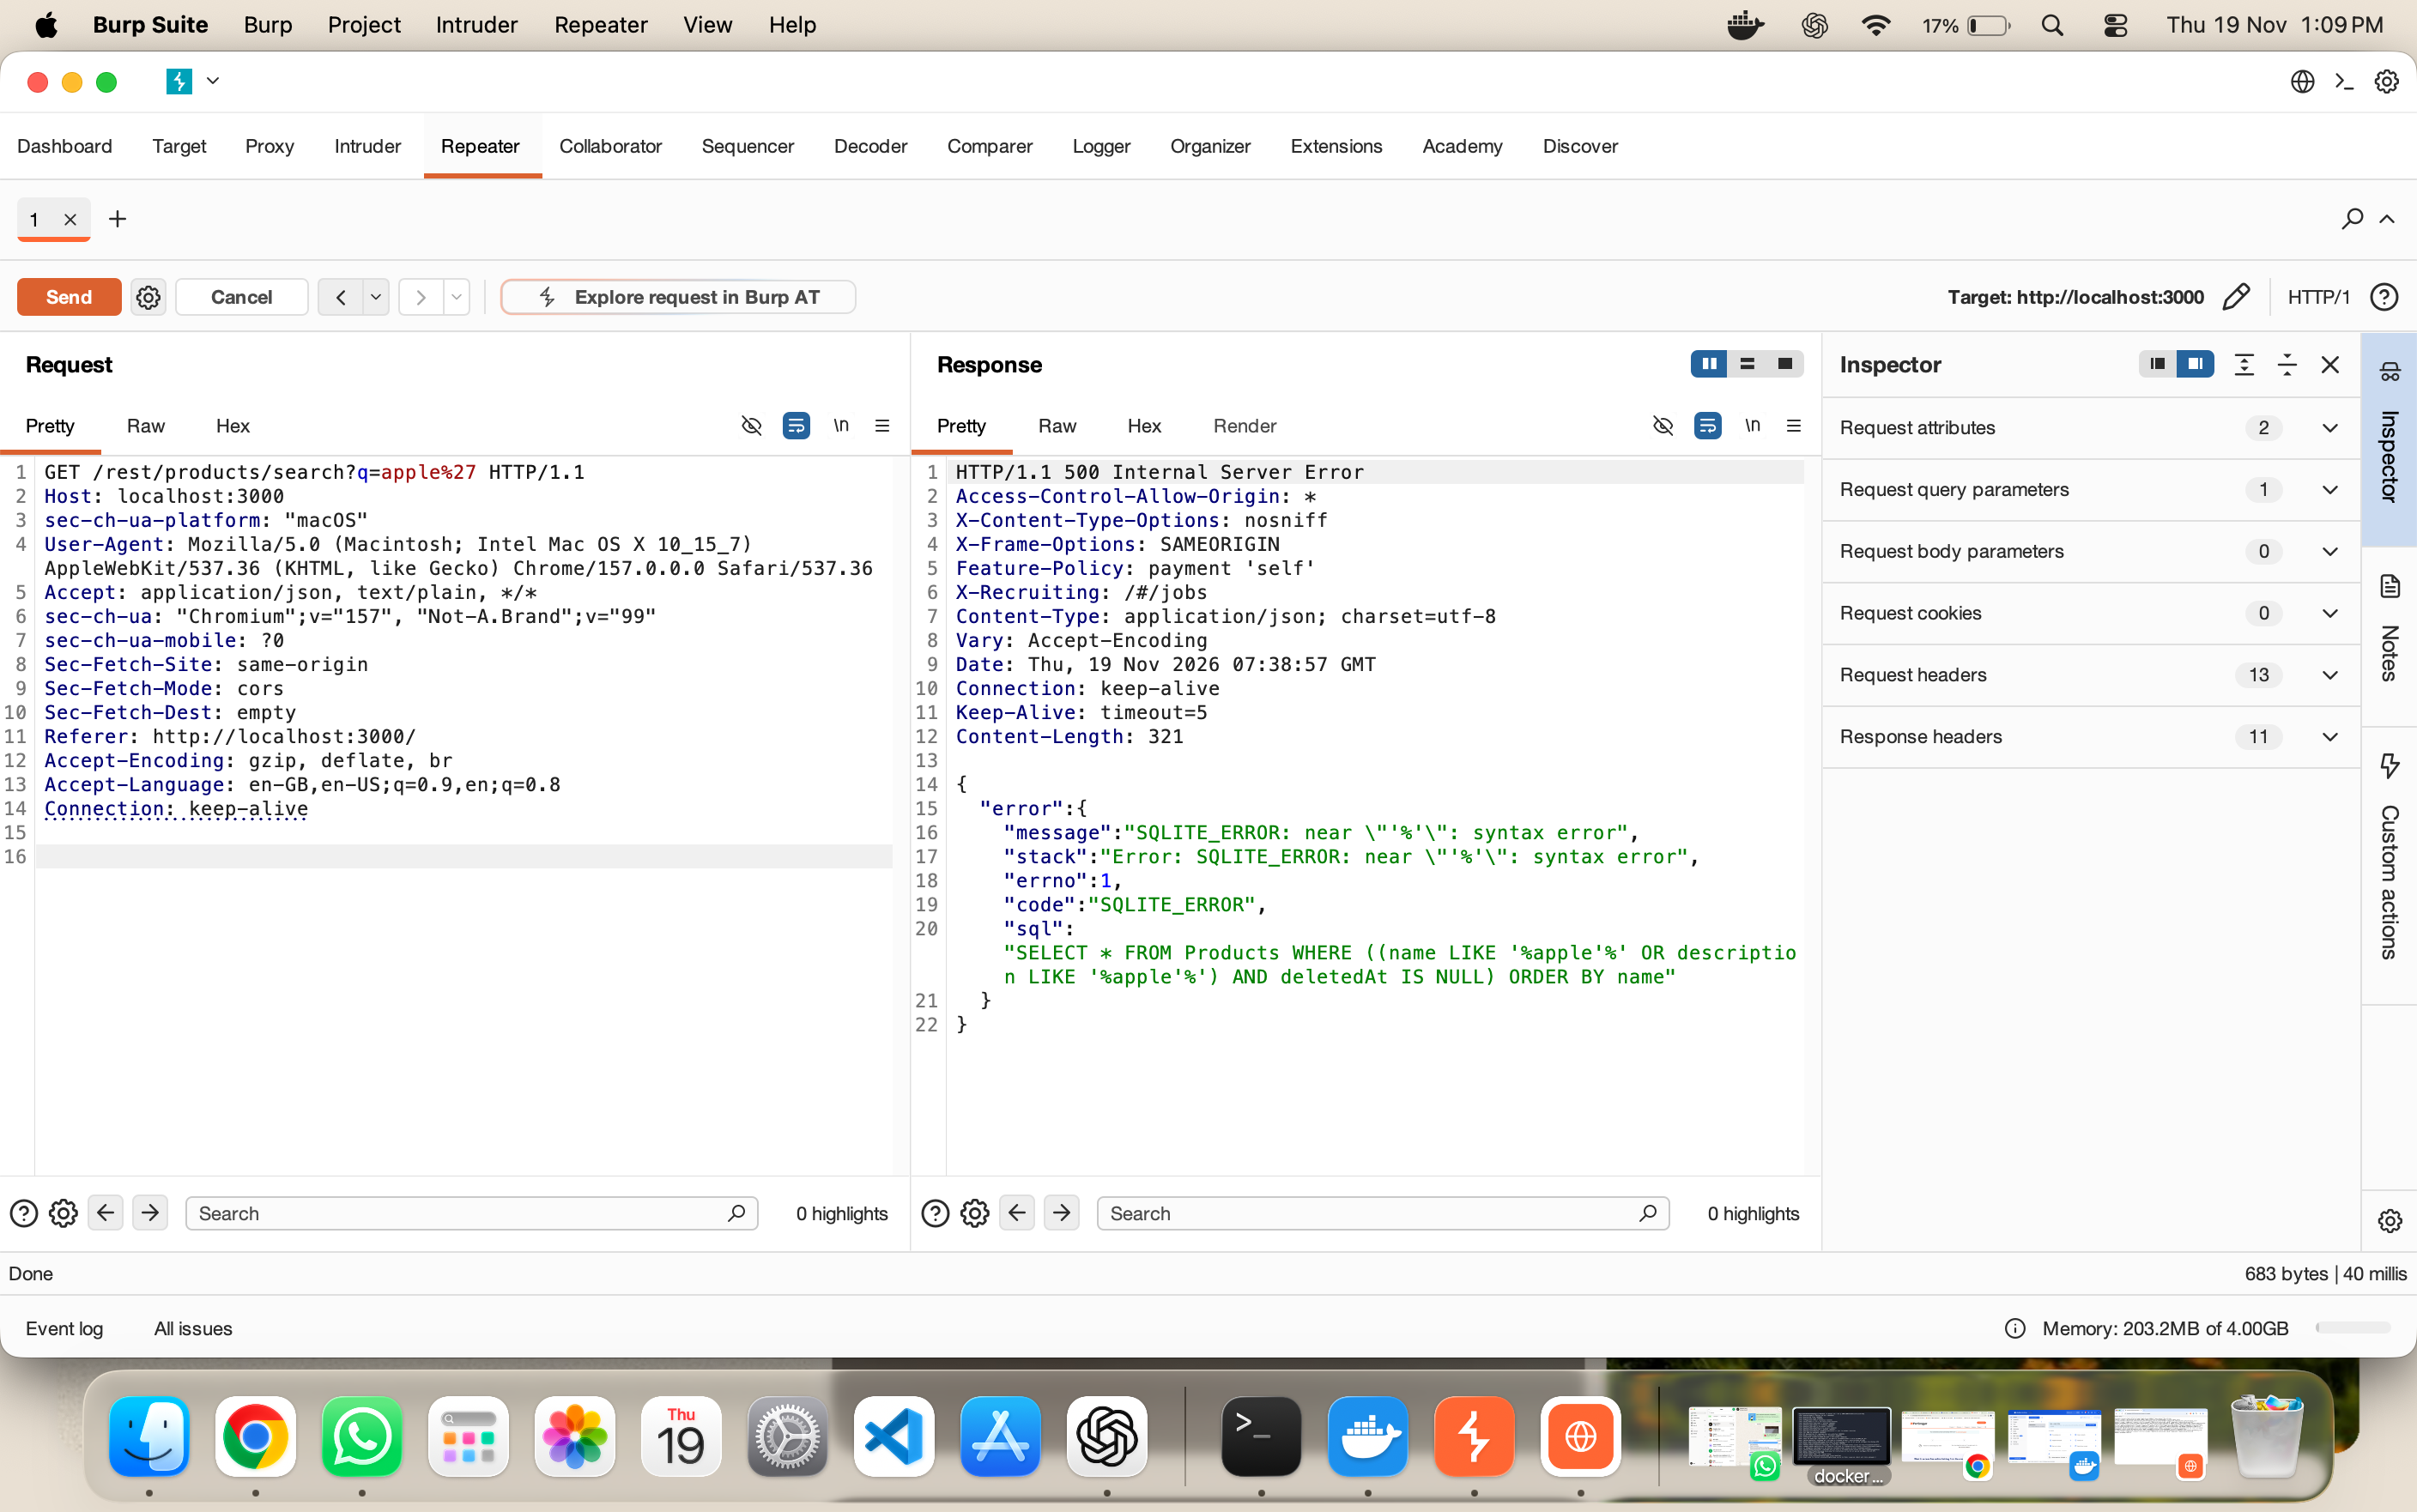 Burp Suite Burp Project Intruder Repeater View Help 17% Thu 19 Nov 1:09 PM
Dashboard Target Proxy Intruder Repeater Collaborator Sequencer Decoder Comparer Logger Organizer Extensions Academy Discover
1 × +
Send Cancel < > Explore request in Burp AT Target: http://localhost:3000 HTTP/1 ?
Request
Pretty Raw Hex \n
1 GET /rest/products/search?q=apple%27 HTTP/1.1
2 Host: localhost:3000
3 sec-ch-ua-platform: "macOS"
4 User-Agent: Mozilla/5.0 (Macintosh; Intel Mac OS X 10_15_7)
AppleWebKit/537.36 (KHTML, like Gecko) Chrome/157.0.0.0 Safari/537.36
5 Accept: application/json, text/plain, */*
6 sec-ch-ua: "Chromium";v="157", "Not-A.Brand";v="99"
7 sec-ch-ua-mobile: ?0
8 Sec-Fetch-Site: same-origin
9 Sec-Fetch-Mode: cors
10 Sec-Fetch-Dest: empty
11 Referer: http://localhost:3000/
12 Accept-Encoding: gzip, deflate, br
13 Accept-Language: en-GB,en-US;q=0.9,en;q=0.8
14 Connection: keep-alive
15
16
? Search 0 highlights
Response
Pretty Raw Hex Render \n
1 HTTP/1.1 500 Internal Server Error
2 Access-Control-Allow-Origin: *
3 X-Content-Type-Options: nosniff
4 X-Frame-Options: SAMEORIGIN
5 Feature-Policy: payment 'self'
6 X-Recruiting: /#/jobs
7 Content-Type: application/json; charset=utf-8
8 Vary: Accept-Encoding
9 Date: Thu, 19 Nov 2026 07:38:57 GMT
10 Connection: keep-alive
11 Keep-Alive: timeout=5
12 Content-Length: 321
13
14 {
15 "error":{
16 "message":"SQLITE_ERROR: near \"'%'\": syntax error",
17 "stack":"Error: SQLITE_ERROR: near \"'%'\": syntax error",
18 "errno":1,
19 "code":"SQLITE_ERROR",
20 "sql":
"SELECT * FROM Products WHERE ((name LIKE '%apple'%' OR descriptio
n LIKE '%apple'%') AND deletedAt IS NULL) ORDER BY name"
21 }
22 }
? Search 0 highlights
Inspector
Request attributes 2
Request query parameters 1
Request body parameters 0
Request cookies 0
Request headers 13
Response headers 11
Inspector
Notes
Custom actions
Done 683 bytes | 40 millis
Event log All issues Memory: 203.2MB of 4.00GB
Thu
19
docker ...